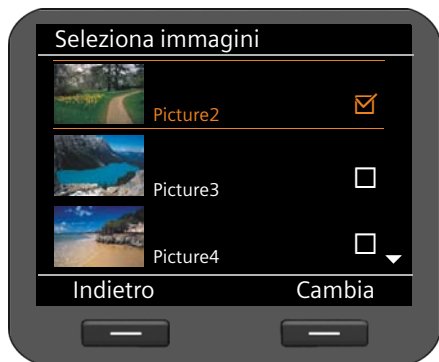 Seleziona immagini
Picture2
Picture3
Picture4
Indietro Cambia